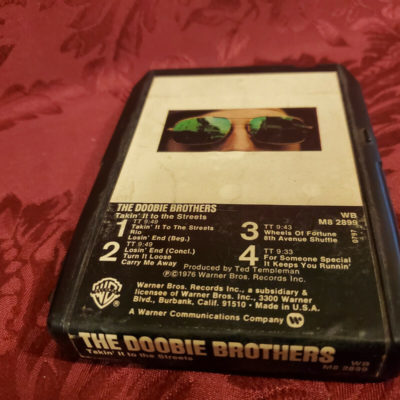 THE DOOBIE BROTHERS
Takin' It to the Streets
WB
M8 2899
1 TT 9:49
Takin' It To The Streets
Rio
Losin' End (Beg.)
2 TT 9:49
Losin' End (Concl.)
Turn It Loose
Carry Me Away
3 TT 9:43
Wheels Of Fortune
8th Avenue Shuffle
4 TT 9:33
For Someone Special
It Keeps You Runnin'
0797
Produced by Ted Templeman
℗©1976 Warner Bros. Records Inc.
WB
Warner Bros. Records Inc., a subsidiary &
licensee of Warner Bros. Inc., 3300 Warner
Blvd., Burbank, Calif. 91510 • Made in U.S.A.
A Warner Communications Company
THE DOOBIE BROTHERS
Takin' It to the Streets
WB
M8 2899